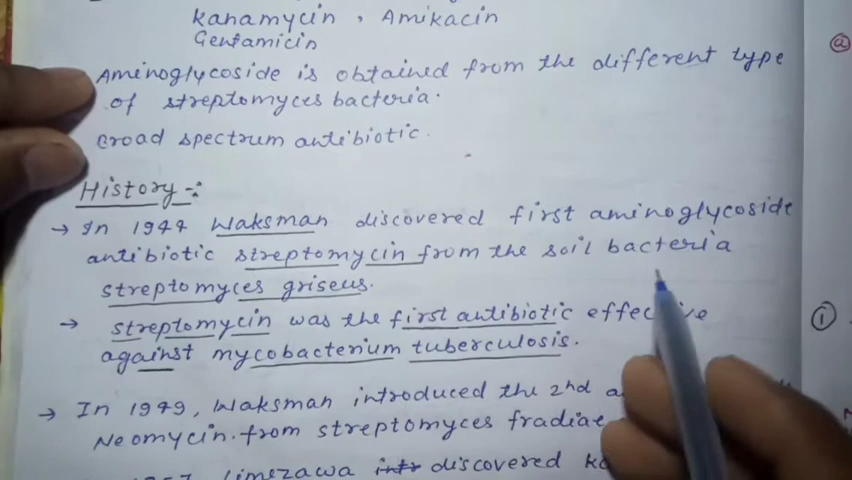 kanamycin, Amikacin
Gentamicin
Aminoglycoside is obtained from the different type
of streptomyces bacteria.
Broad spectrum antibiotic.
History :-
→ In 1944 Waksman discovered first aminoglycoside
antibiotic streptomycin from the soil bacteria
streptomyces griseus.
→ streptomycin was the first antibiotic effective
against mycobacterium tuberculosis.
→ In 1949, Waksman introduced the 2nd
Neomycin. from streptomyces fradiae
discovered
a
1